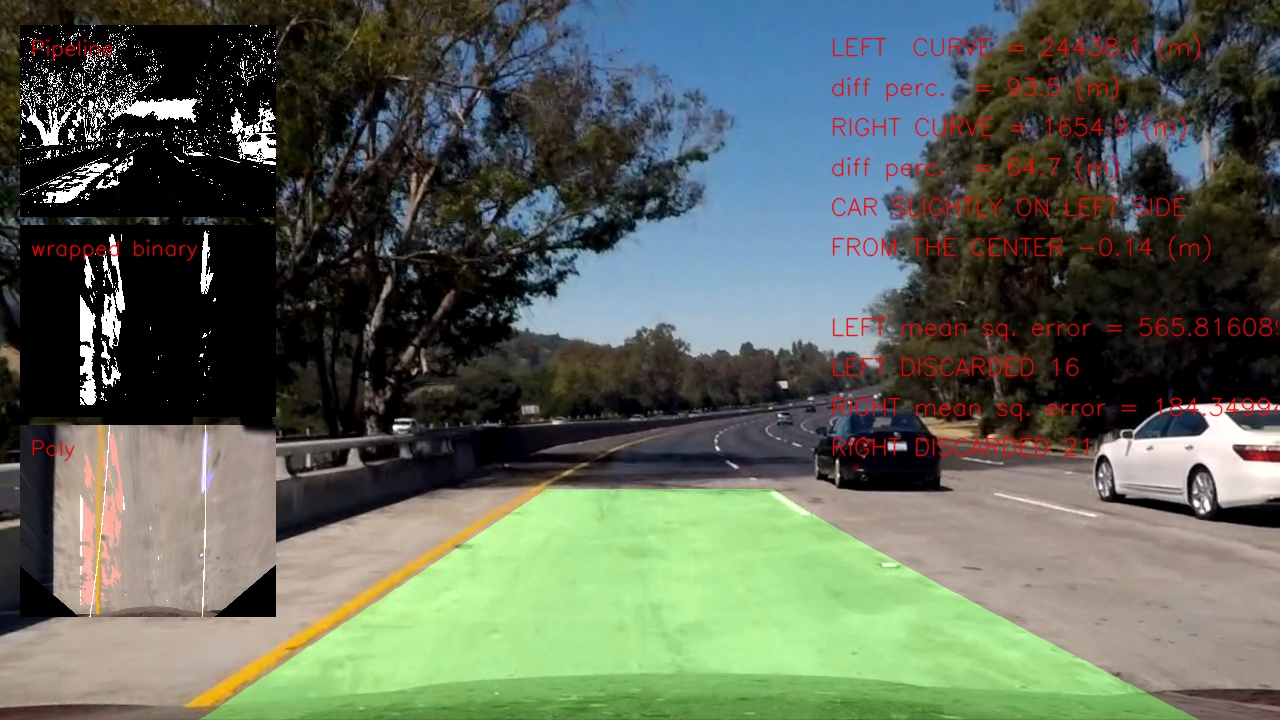 Pipeline
wrapped binary
Poly
LEFT CURVE = 24438.1 (m)
diff perc. = 93.5 (m)
RIGHT CURVE = 1654.9 (m)
diff perc. = 64.7 (m)
CAR SLIGHTLY ON LEFT SIDE
FROM THE CENTER -0.14 (m)
LEFT mean sq. error = 565.81608
LEFT DISCARDED 16
RIGHT mean sq. error = 184.3499
RIGHT DISCARDED 21